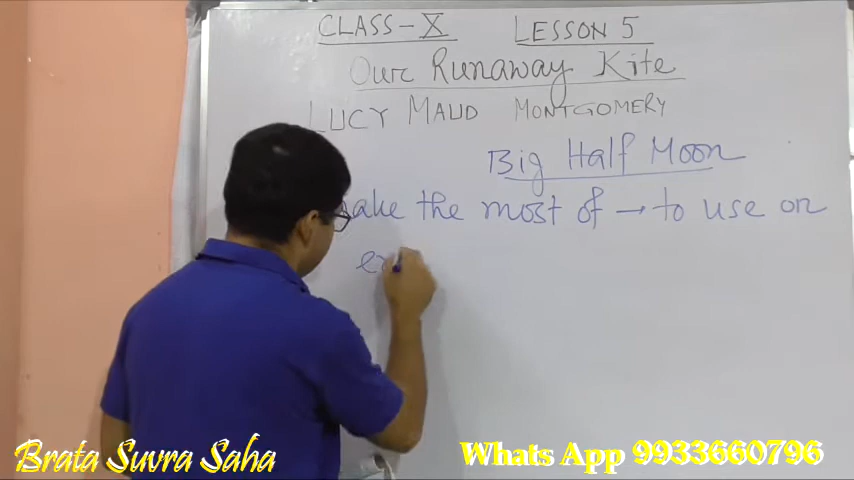 CLASS-X LESSON 5
Our Runaway Kite
LUCY MAUD MONTGOMERY
Big Half Moon
the most of → to use or
Brata Suvra Saha
Whats App 9933660796